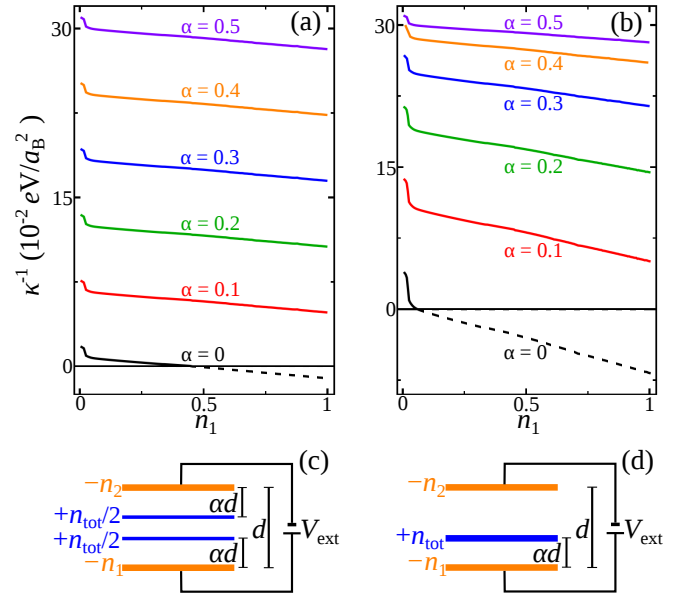 κ⁻¹ (10⁻² eV/a_B²)
(a)
30
15
0
α = 0.5
α = 0.4
α = 0.3
α = 0.2
α = 0.1
α = 0
0 0.5 1
n₁
(b)
30
15
0
α = 0.5
α = 0.4
α = 0.3
α = 0.2
α = 0.1
α = 0
0 0.5 1
n₁
(c)
−n₂
+n_tot/2
+n_tot/2
−n₁
αd
αd
d
V_ext
(d)
−n₂
+n_tot
−n₁
αd
d
V_ext